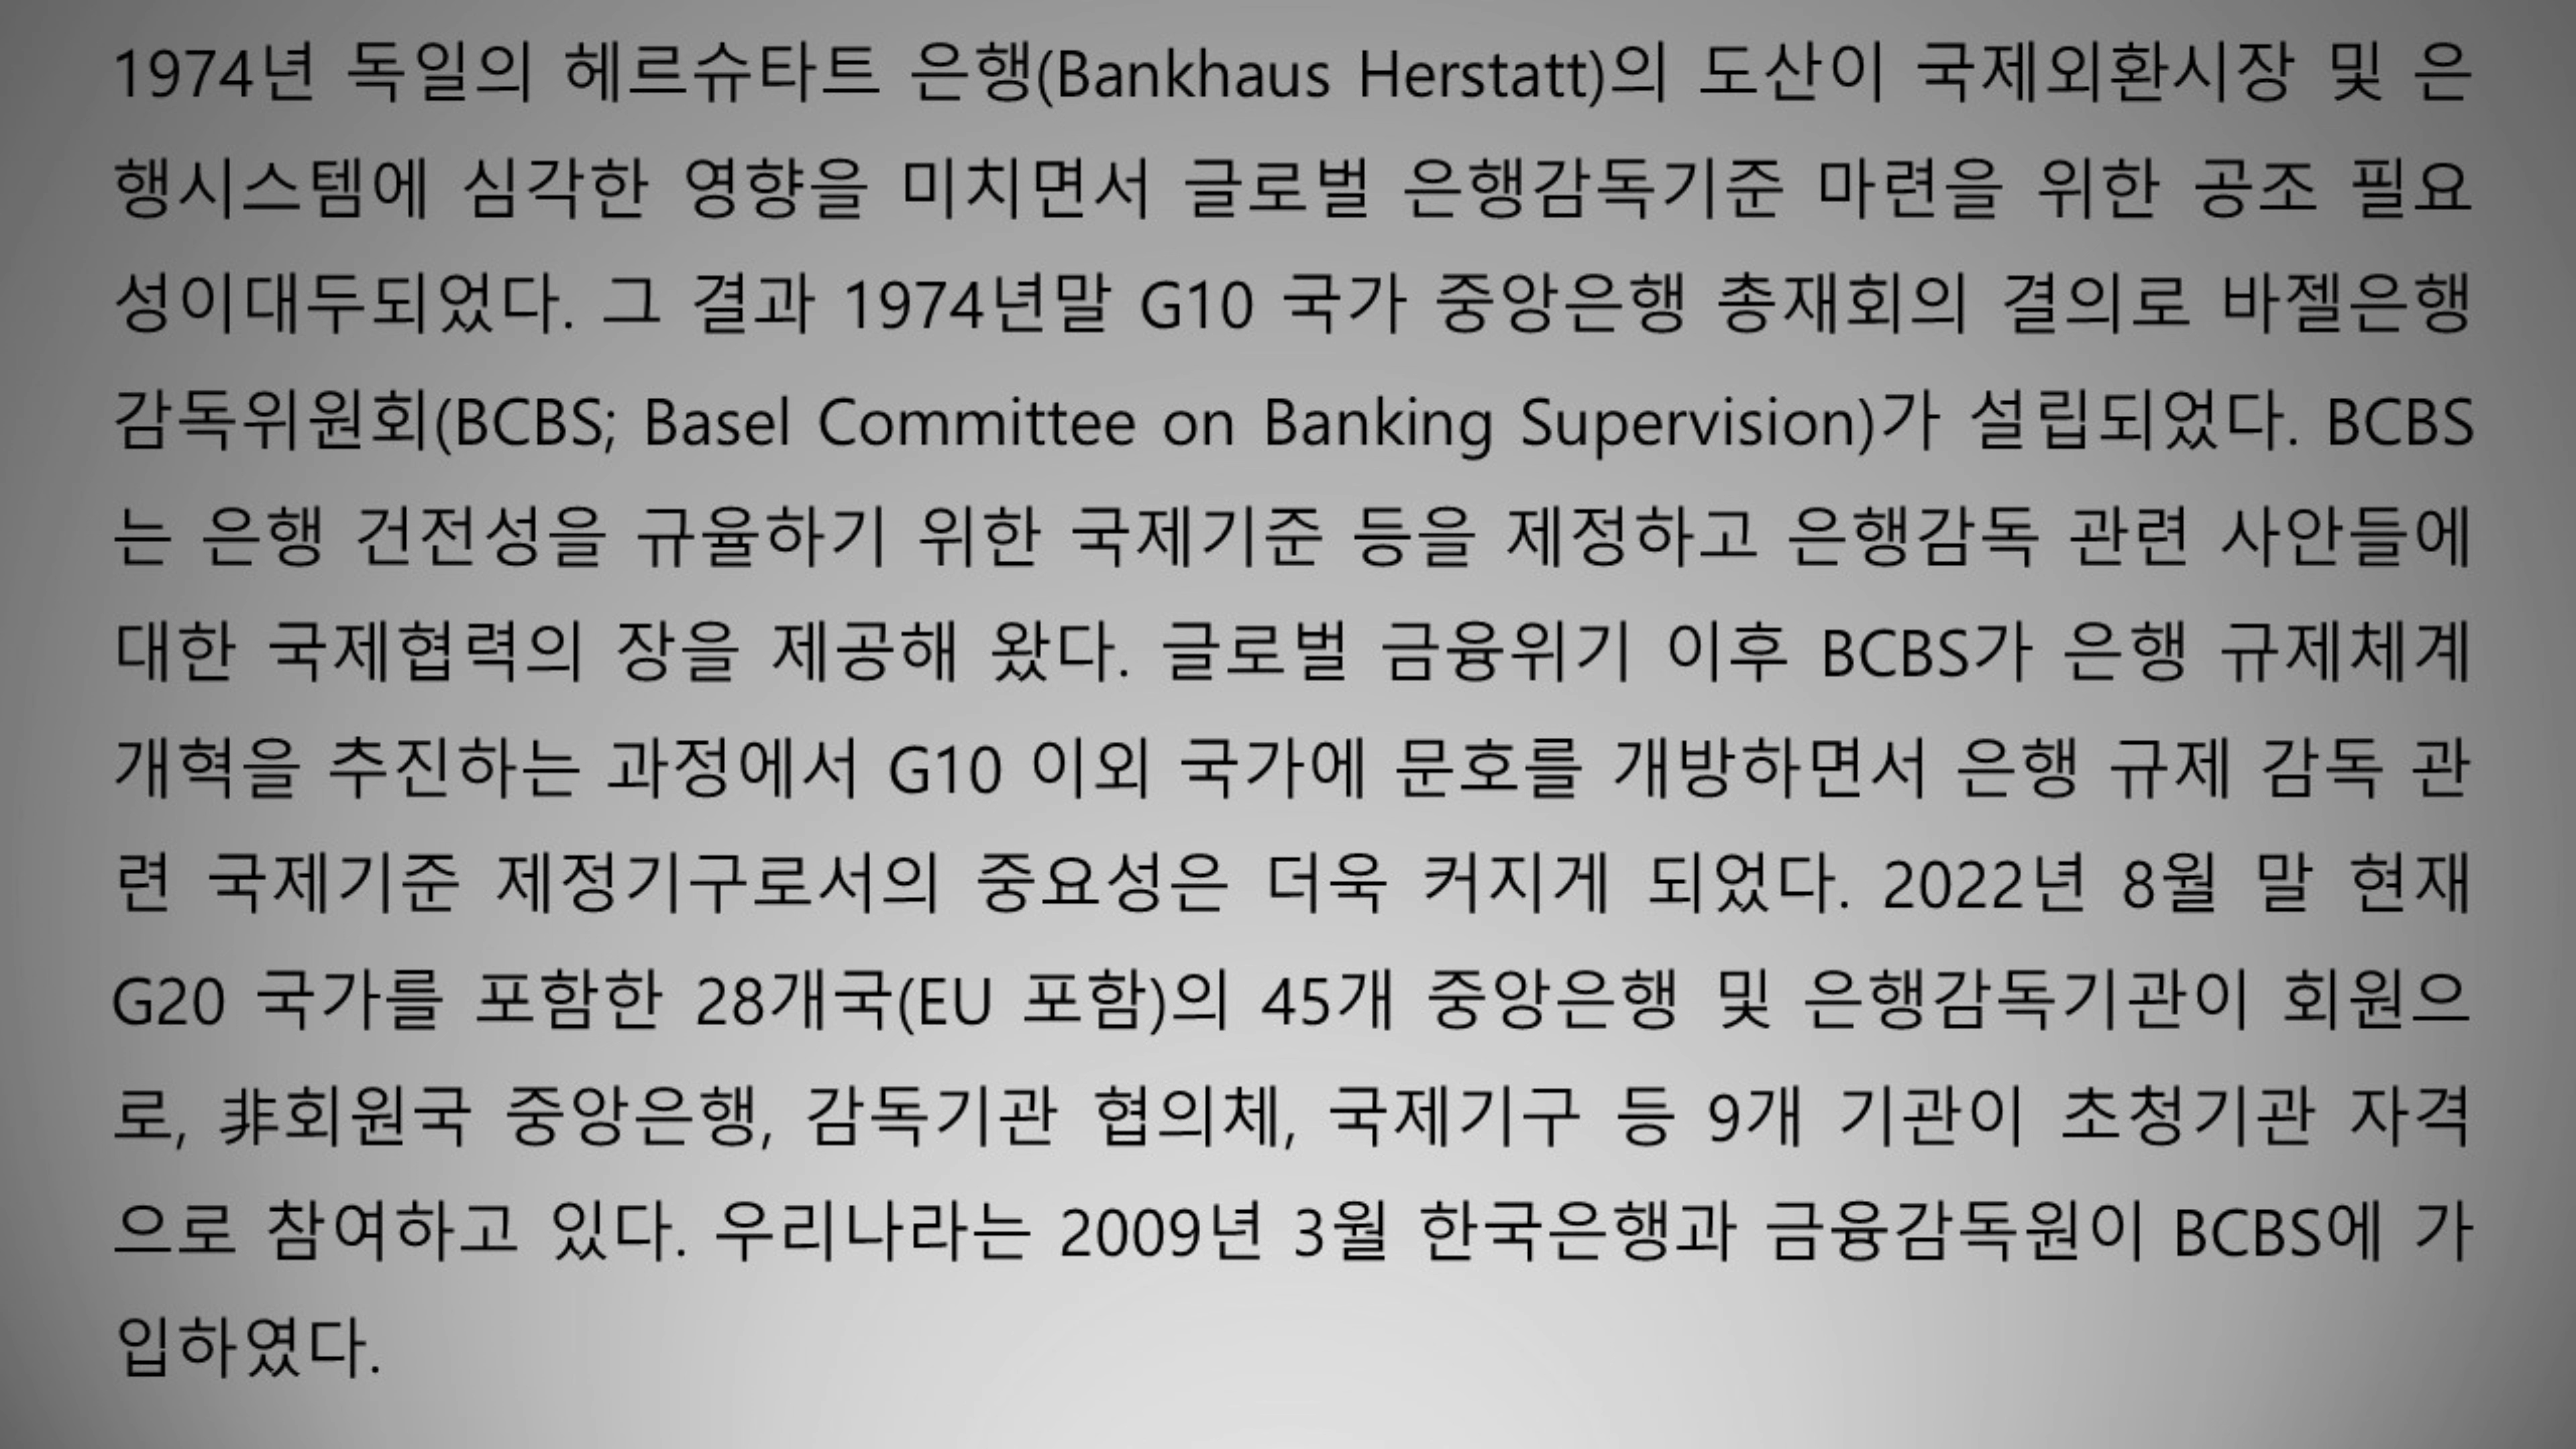 1974년 독일의 헤르슈타트 은행(Bankhaus Herstatt)의 도산이 국제외환시장 및 은
행시스템에 심각한 영향을 미치면서 글로벌 은행감독기준 마련을 위한 공조 필요
성이대두되었다. 그 결과 1974년말 G10 국가 중앙은행 총재회의 결의로 바젤은행
감독위원회(BCBS; Basel Committee on Banking Supervision)가 설립되었다. BCBS
는 은행 건전성을 규율하기 위한 국제기준 등을 제정하고 은행감독 관련 사안들에
대한 국제협력의 장을 제공해 왔다. 글로벌 금융위기 이후 BCBS가 은행 규제체계
개혁을 추진하는 과정에서 G10 이외 국가에 문호를 개방하면서 은행 규제 감독 관
련 국제기준 제정기구로서의 중요성은 더욱 커지게 되었다. 2022년 8월 말 현재
G20 국가를 포함한 28개국(EU 포함)의 45개 중앙은행 및 은행감독기관이 회원으
로, 非회원국 중앙은행, 감독기관 협의체, 국제기구 등 9개 기관이 초청기관 자격
으로 참여하고 있다. 우리나라는 2009년 3월 한국은행과 금융감독원이 BCBS에 가
입하였다.